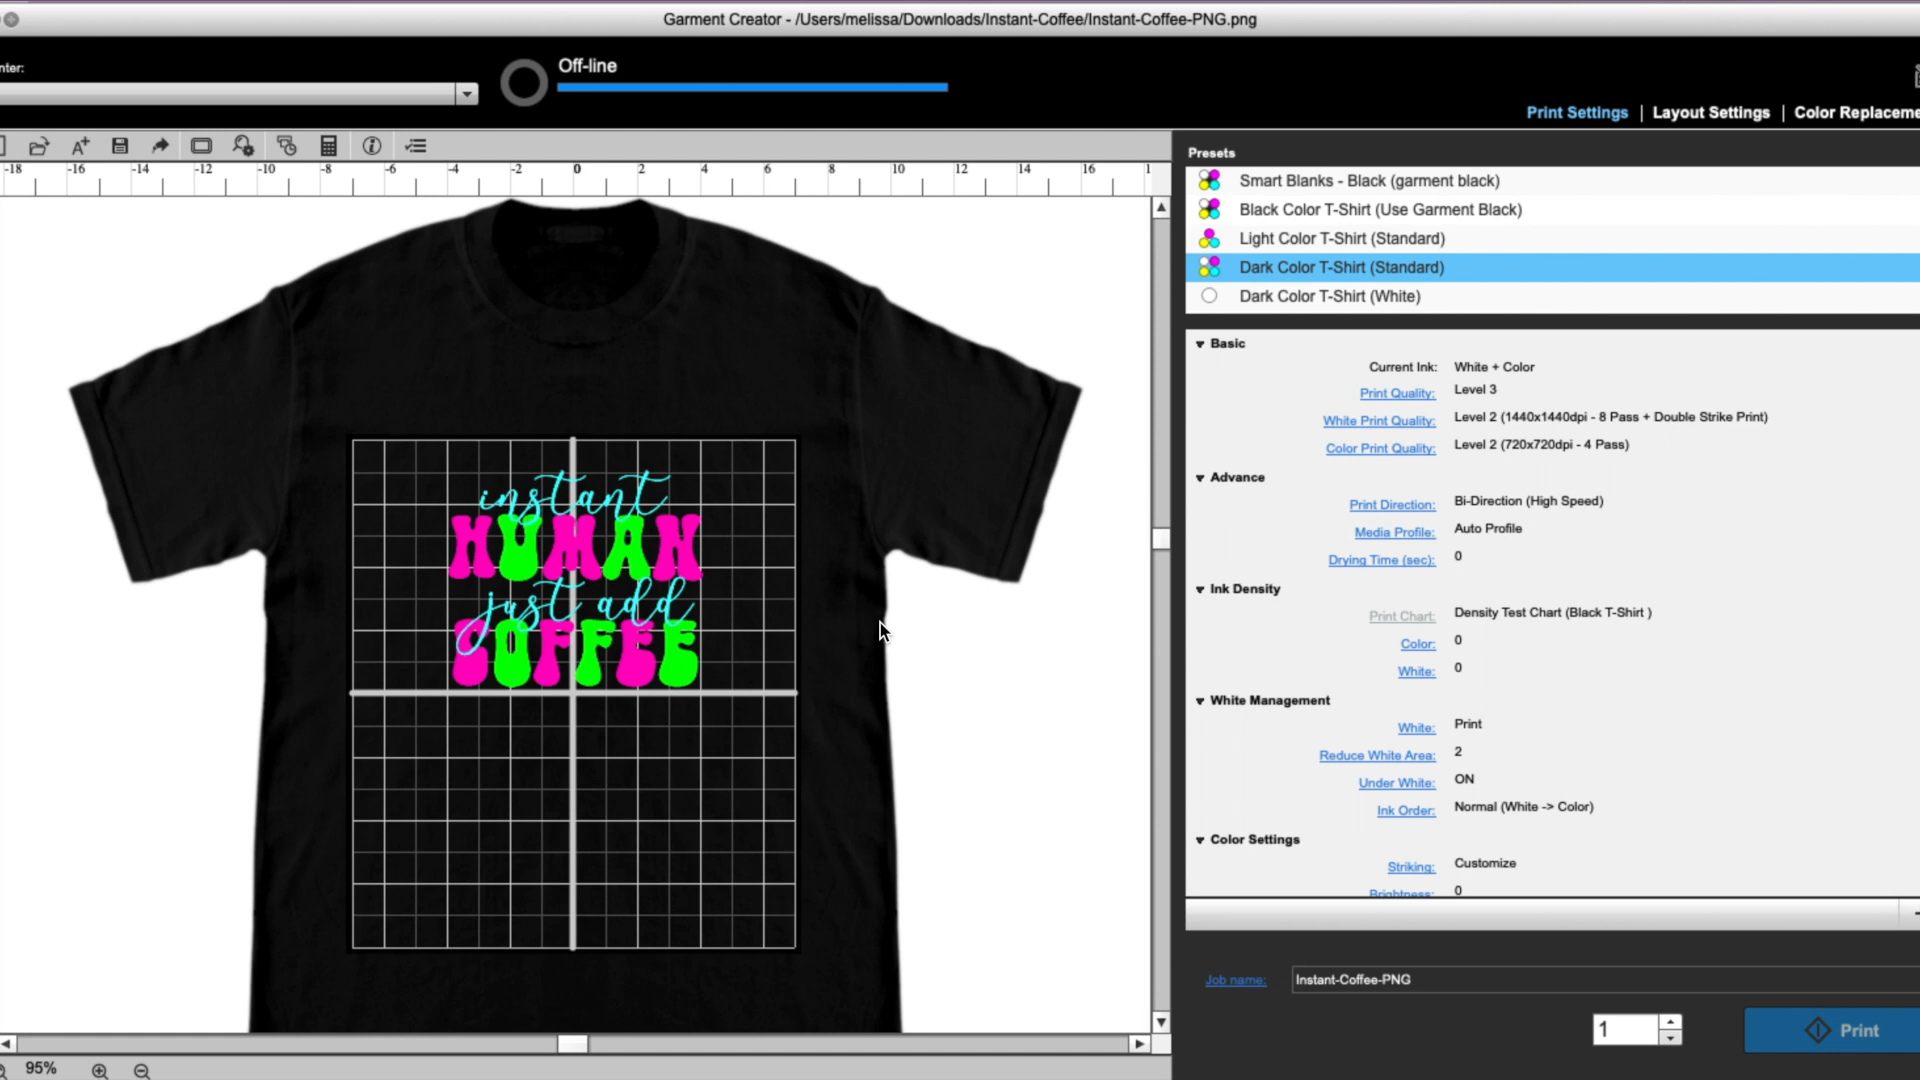 Garment Creator - /Users/melissa/Downloads/Instant-Coffee/Instant-Coffee-PNG.png
nter:
Off-line
Print Settings | Layout Settings | Color Replaceme
-18 -16 -14 -12 -10 -8 -6 -4 -2 0 2 4 6 8 10 12 14 16 1
instant
HUMAN
just add
COFFEE
95%
Presets
Smart Blanks - Black (garment black)
Black Color T-Shirt (Use Garment Black)
Light Color T-Shirt (Standard)
Dark Color T-Shirt (Standard)
Dark Color T-Shirt (White)
Basic
Current Ink: White + Color
Print Quality: Level 3
White Print Quality: Level 2 (1440x1440dpi - 8 Pass + Double Strike Print)
Color Print Quality: Level 2 (720x720dpi - 4 Pass)
Advance
Print Direction: Bi-Direction (High Speed)
Media Profile: Auto Profile
Drying Time (sec): 0
Ink Density
Print Chart: Density Test Chart (Black T-Shirt )
Color: 0
White: 0
White Management
White: Print
Reduce White Area: 2
Under White: ON
Ink Order: Normal (White -> Color)
Color Settings
Striking: Customize
Brightness: 0
Job name: Instant-Coffee-PNG
1
Print